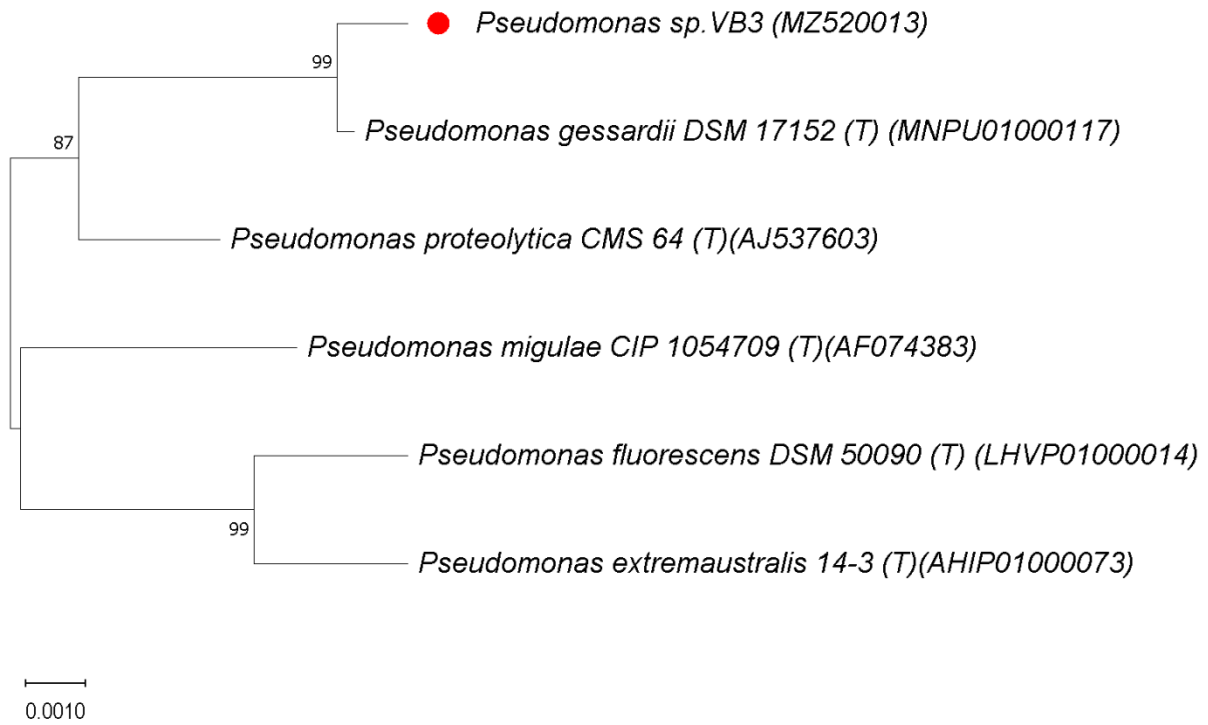 Pseudomonas sp.VB3 (MZ520013)
99
Pseudomonas gessardii DSM 17152 (T) (MNPU01000117)
87
Pseudomonas proteolytica CMS 64 (T)(AJ537603)
Pseudomonas migulae CIP 1054709 (T)(AF074383)
Pseudomonas fluorescens DSM 50090 (T) (LHVP01000014)
99
Pseudomonas extremaustralis 14-3 (T)(AHIP01000073)
0.0010